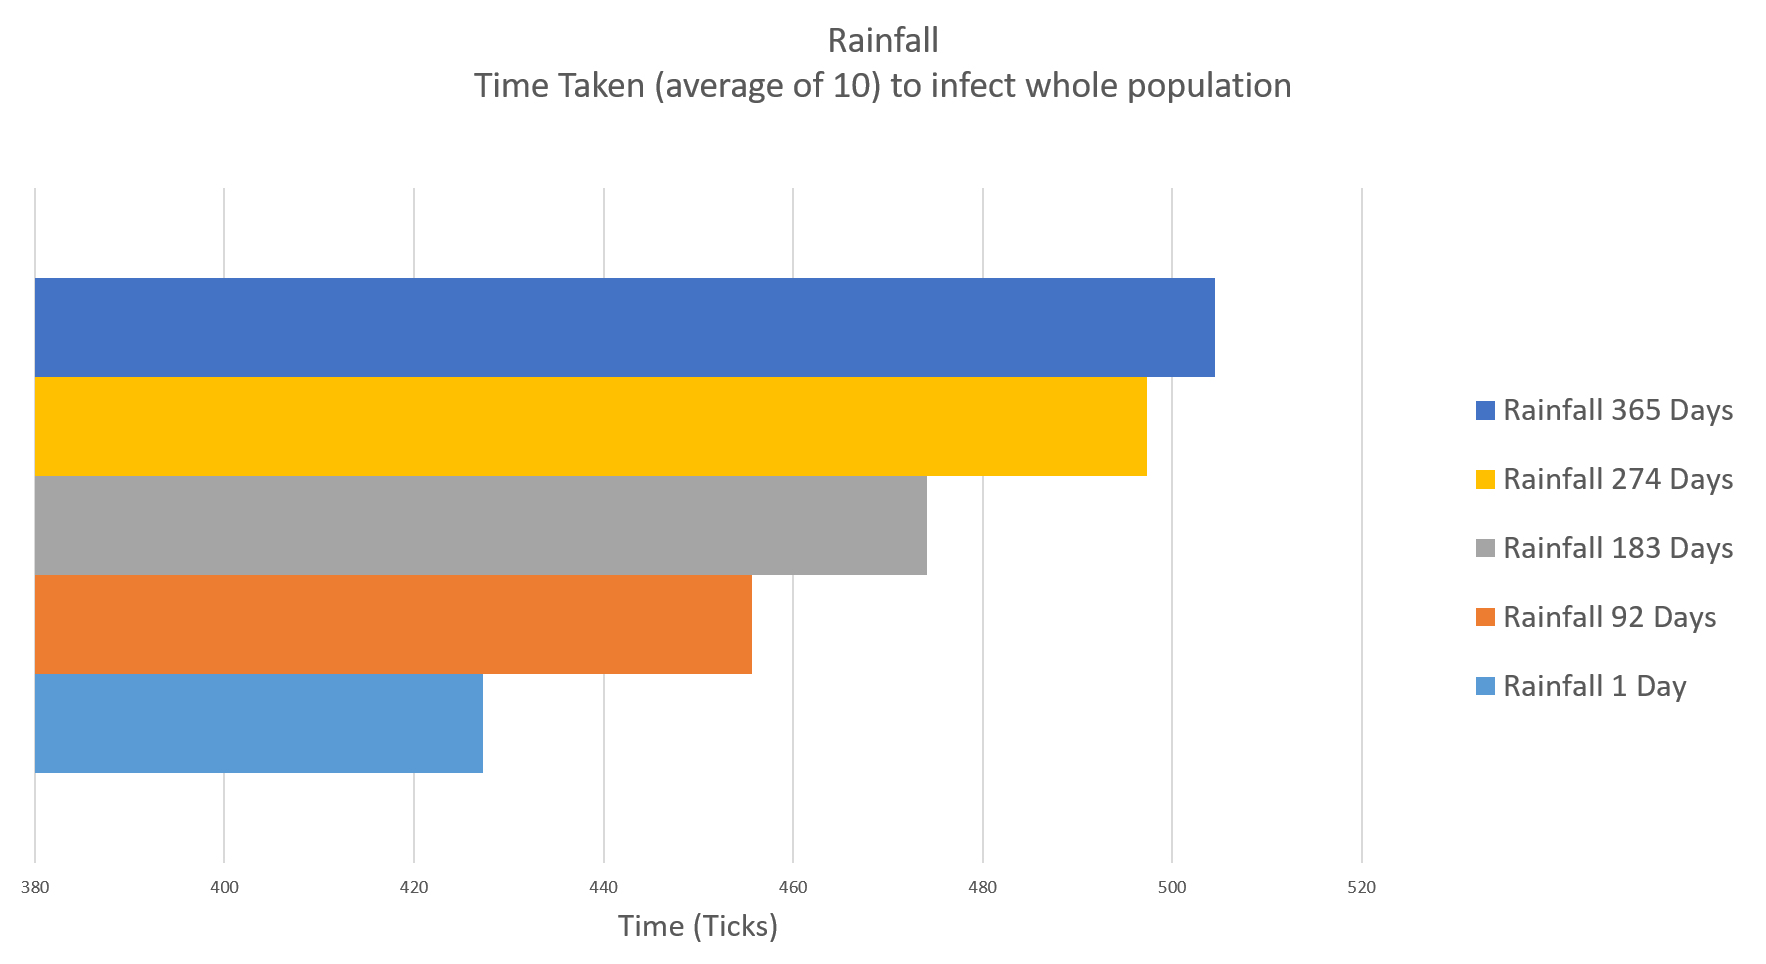 Rainfall
Time Taken (average of 10) to infect whole population
Rainfall 365 Days
Rainfall 274 Days
Rainfall 183 Days
Rainfall 92 Days
Rainfall 1 Day
380 400 420 440 460 480 500 520
Time (Ticks)